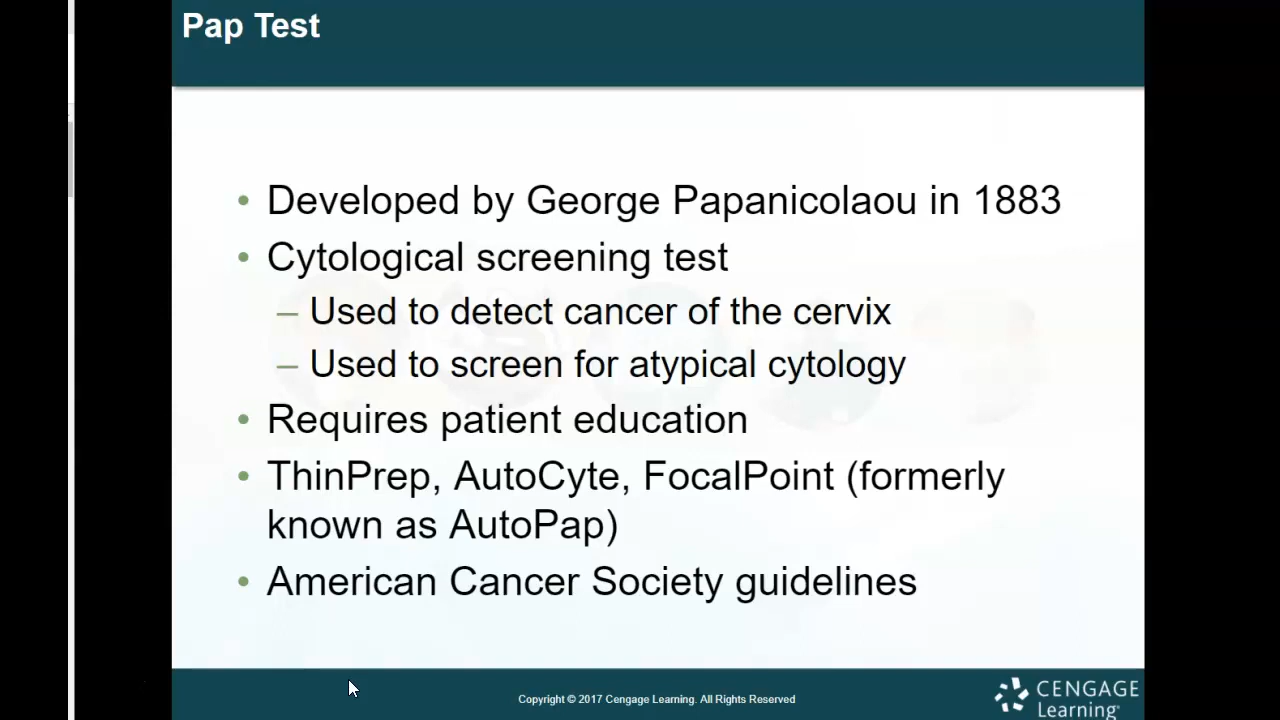 Pap Test
• Developed by George Papanicolaou in 1883
• Cytological screening test
– Used to detect cancer of the cervix
– Used to screen for atypical cytology
• Requires patient education
• ThinPrep, AutoCyte, FocalPoint (formerly
known as AutoPap)
• American Cancer Society guidelines
Copyright © 2017 Cengage Learning. All Rights Reserved
CENGAGE
Learning